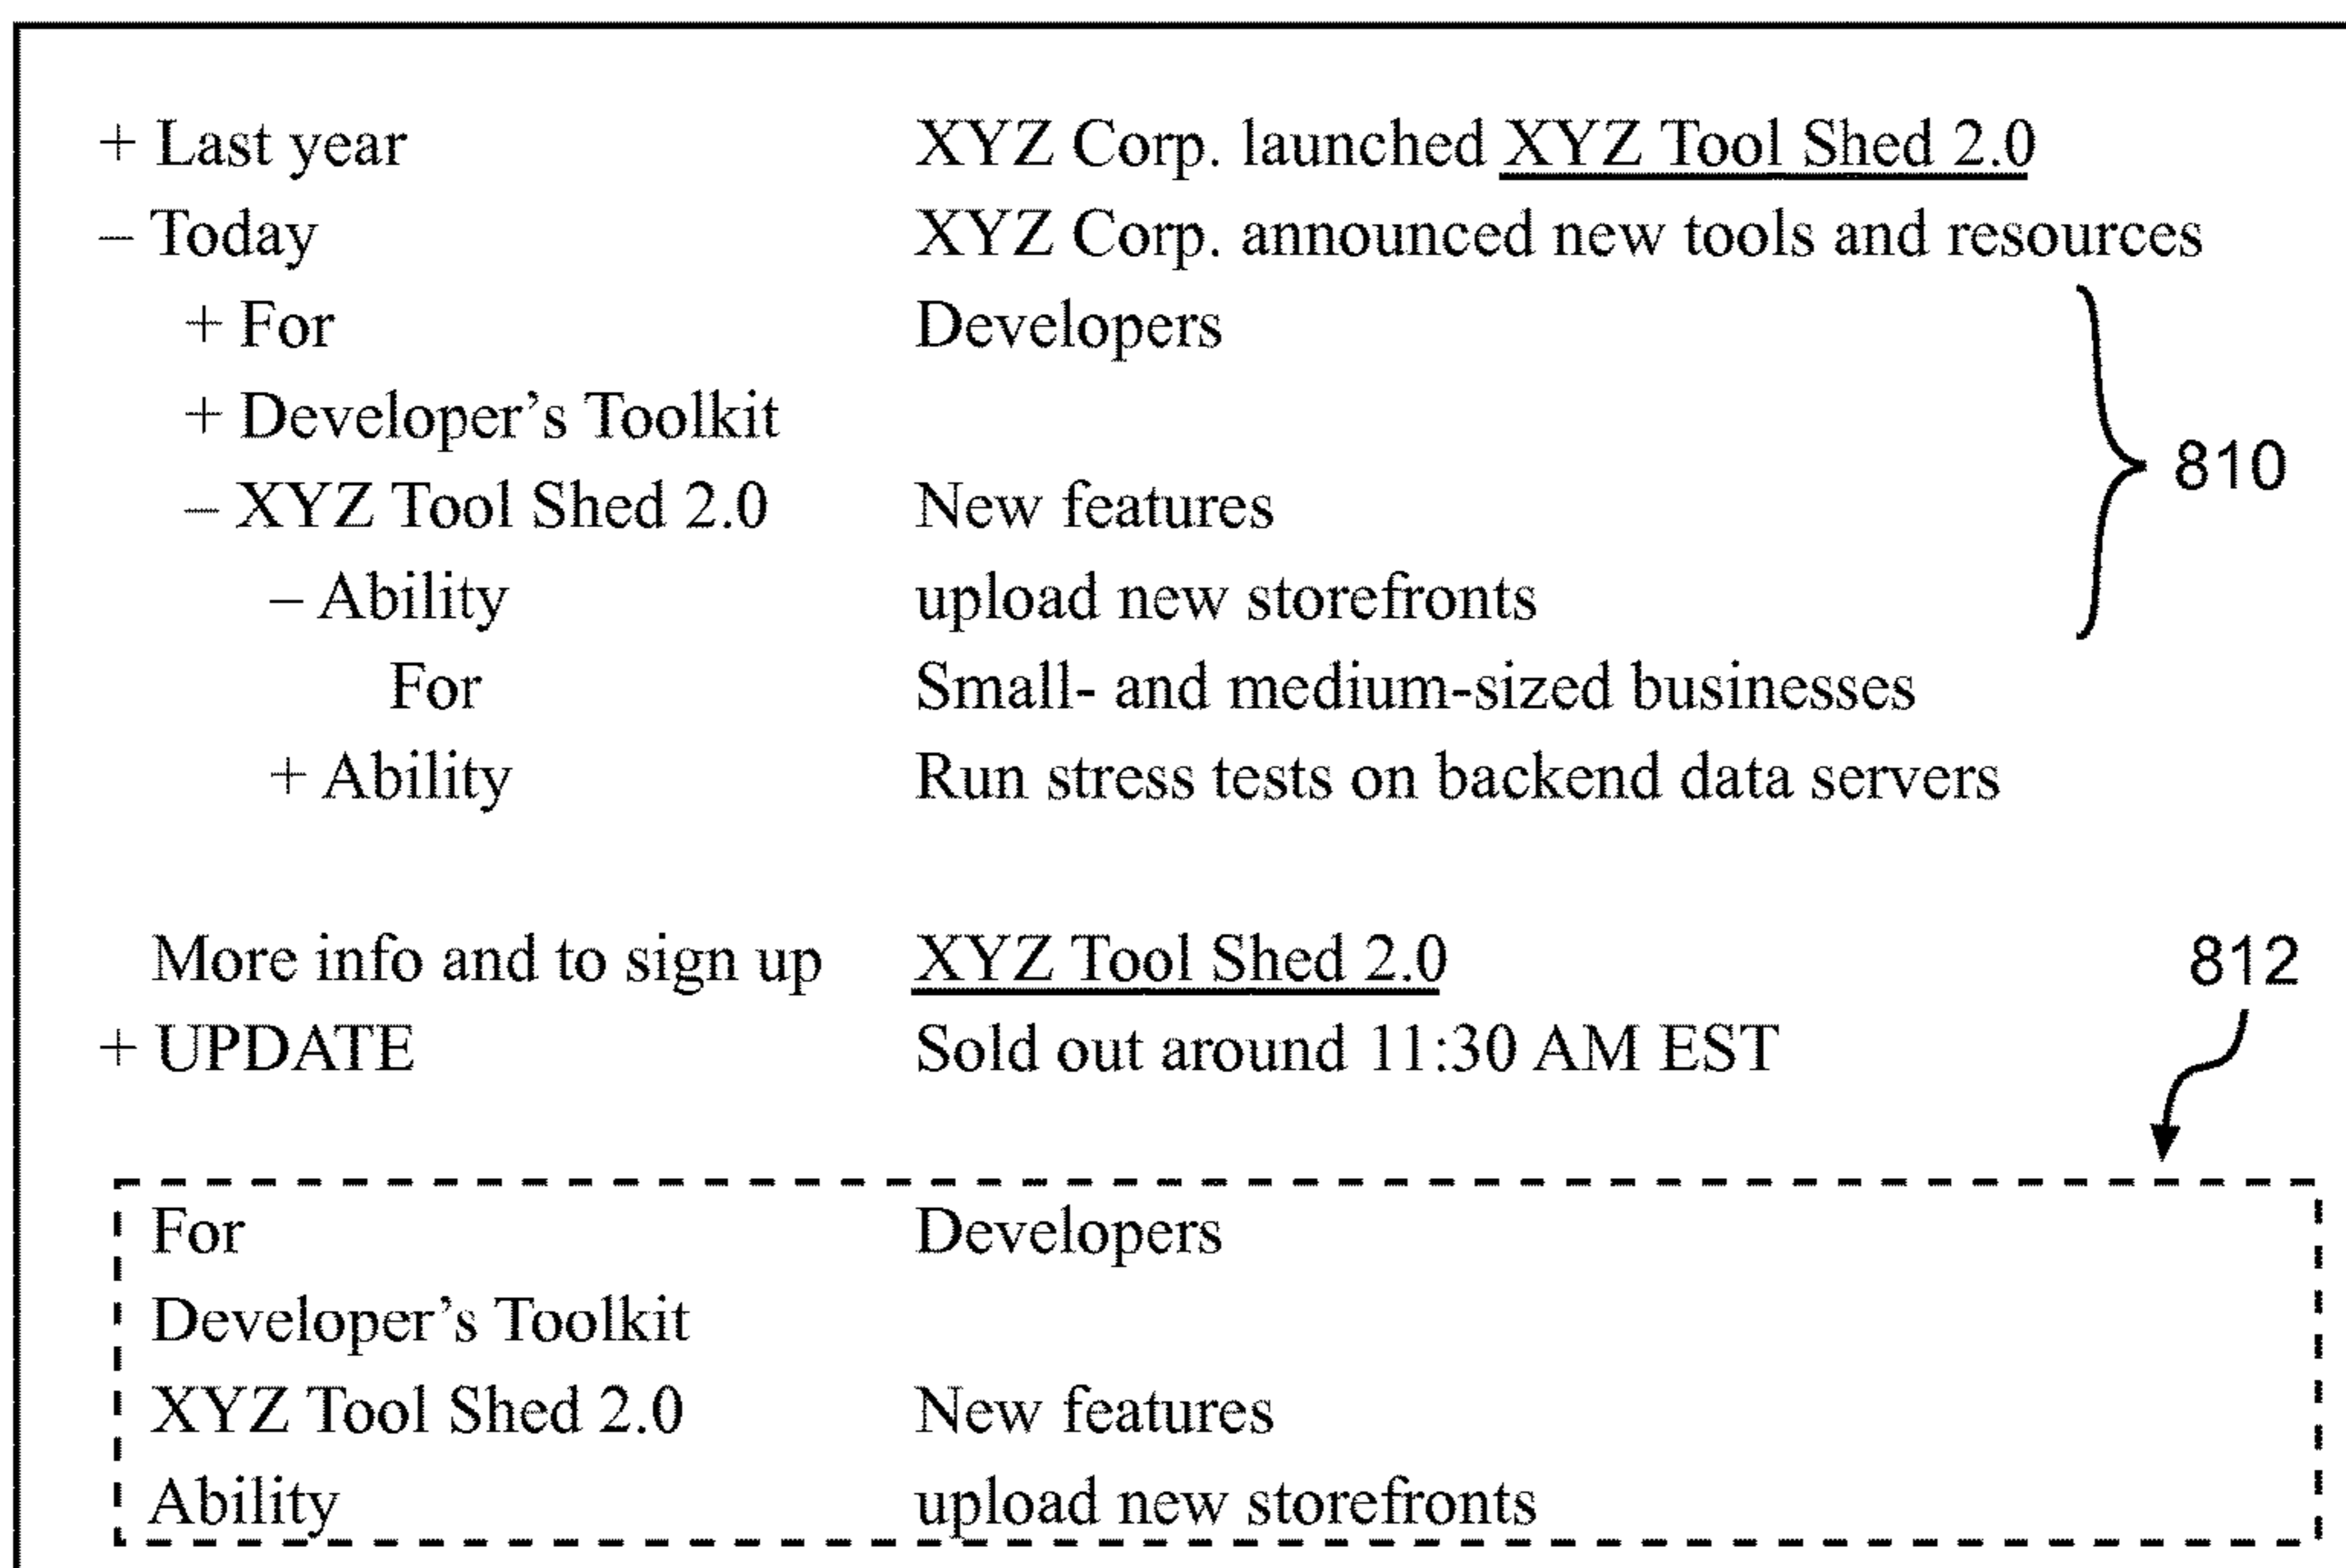 + Last year XYZ Corp. launched XYZ Tool Shed 2.0
– Today XYZ Corp. announced new tools and resources
+ For Developers
+ Developer’s Toolkit
810
– XYZ Tool Shed 2.0 New features
– Ability upload new storefronts
For Small- and medium-sized businesses
+ Ability Run stress tests on backend data servers
More info and to sign up XYZ Tool Shed 2.0
812
+ UPDATE Sold out around 11:30 AM EST
For Developers
Developer’s Toolkit
XYZ Tool Shed 2.0 New features
Ability upload new storefronts